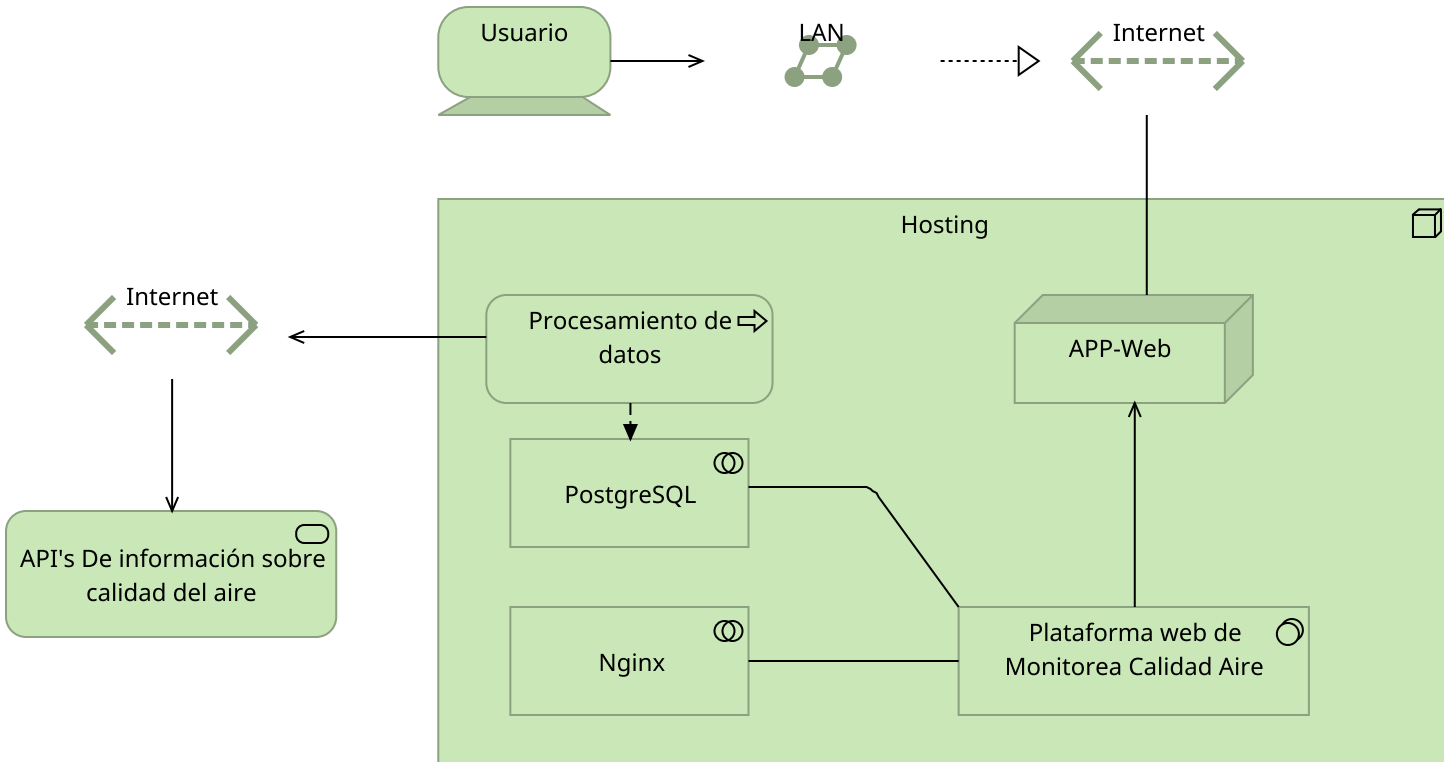 Usuario
LAN
Internet
Hosting
Internet
Procesamiento de
datos
APP-Web
PostgreSQL
API's De información sobre
calidad del aire
Nginx
Plataforma web de
Monitorea Calidad Aire